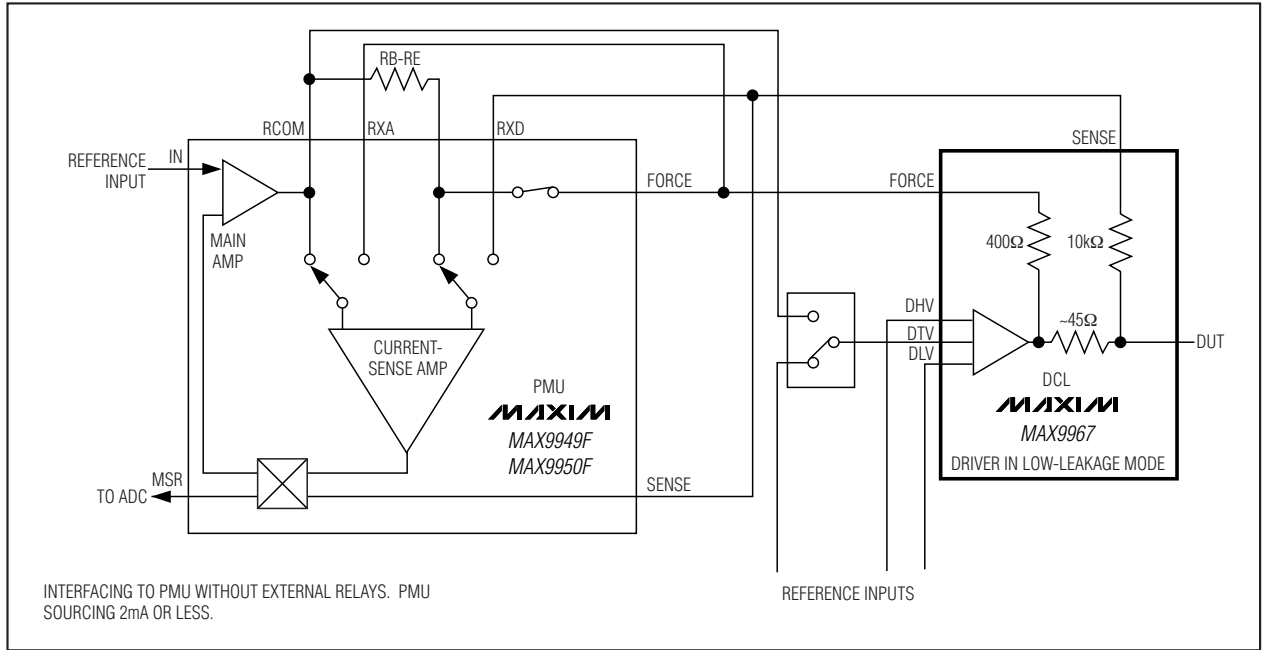 RB-RE
RCOM
RXA
RXD
SENSE
REFERENCE
INPUT
IN
FORCE
FORCE
MAIN
AMP
400Ω
10kΩ
DHV
DTV
DLV
~45Ω
DUT
CURRENT-
SENSE AMP
PMU
MAXIM
MAX9949F
MAX9950F
DCL
MAXIM
MAX9967
DRIVER IN LOW-LEAKAGE MODE
MSR
TO ADC
SENSE
INTERFACING TO PMU WITHOUT EXTERNAL RELAYS. PMU
SOURCING 2mA OR LESS.
REFERENCE INPUTS